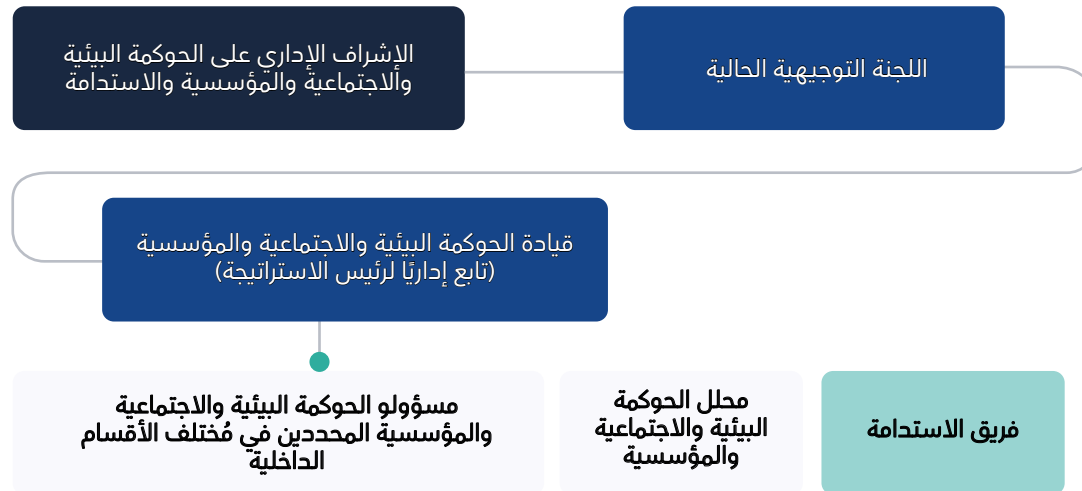 اللجنة التوجيهية الحالية
الإشراف الإداري على الحوكمة البيئية
والاجتماعية والمؤسسية والاستدامة
قيادة الحوكمة البيئية والاجتماعية والمؤسسية
(تابع إداريًا لرئيس الاستراتيجة)
فريق الاستدامة
محلل الحوكمة
البيئية والاجتماعية
والمؤسسية
مسؤولو الحوكمة البيئية والاجتماعية
والمؤسسية المحددين في مُختلف الأقسام
الداخلية